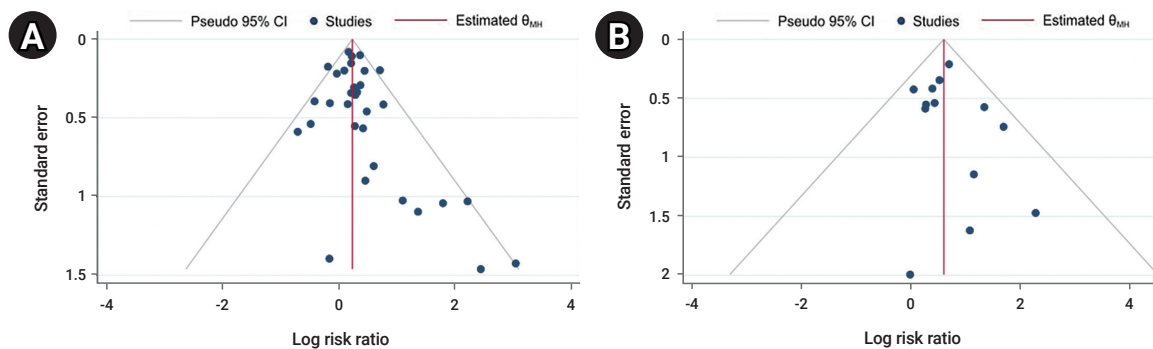 A
Pseudo 95% CI Studies Estimated θMH
0
0.5
1
1.5
Standard error
-4 -2 0 2 4
Log risk ratio
B
Pseudo 95% CI Studies Estimated θMH
0
0.5
1
1.5
2
Standard error
-4 -2 0 2 4
Log risk ratio